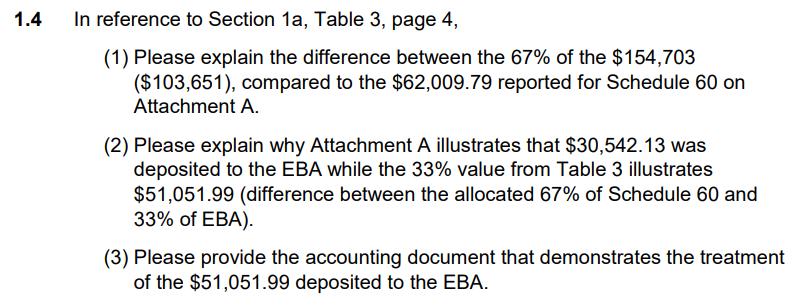 1.4 In reference to Section 1a, Table 3, page 4,
(1) Please explain the difference between the 67% of the $154,703
($103,651), compared to the $62,009.79 reported for Schedule 60 on
Attachment A.
(2) Please explain why Attachment A illustrates that $30,542.13 was
deposited to the EBA while the 33% value from Table 3 illustrates
$51,051.99 (difference between the allocated 67% of Schedule 60 and
33% of EBA).
(3) Please provide the accounting document that demonstrates the treatment
of the $51,051.99 deposited to the EBA.